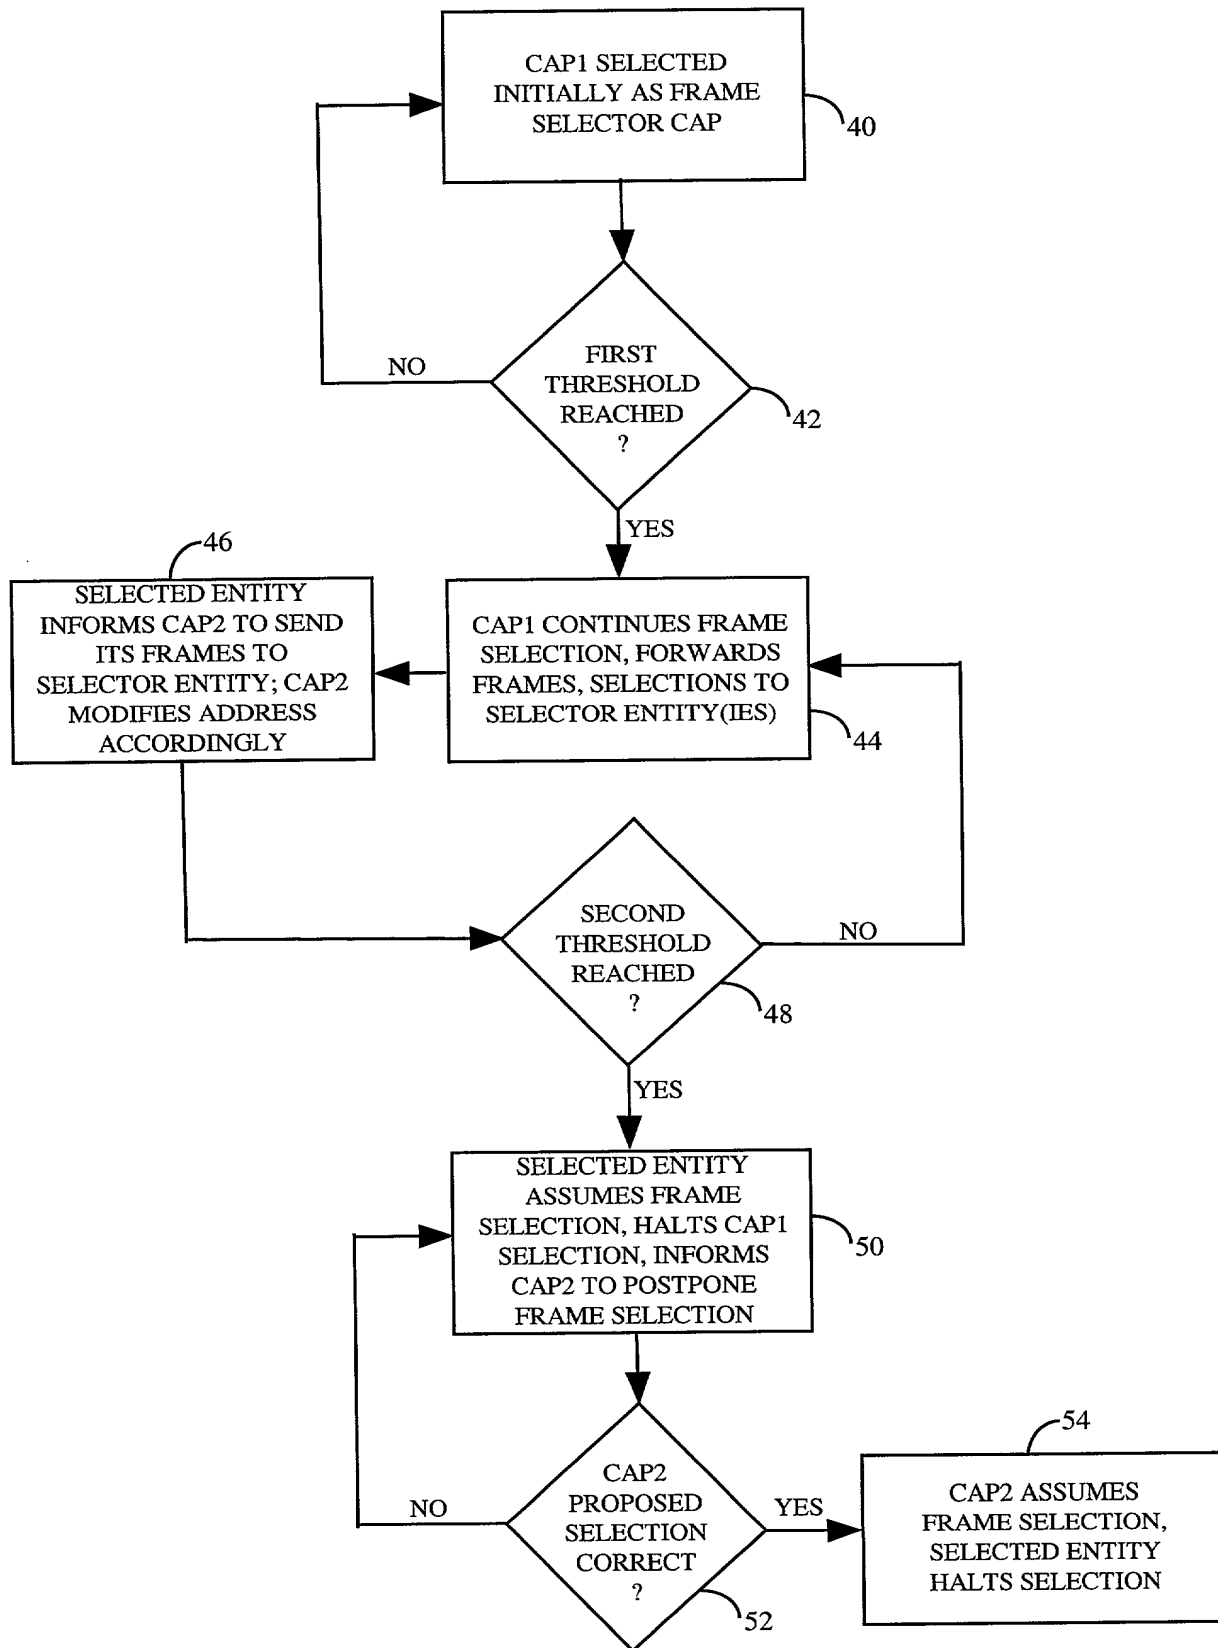 CAP1 SELECTED
INITIALLY AS FRAME
SELECTOR CAP
40
FIRST
THRESHOLD
REACHED
?
NO
42
YES
46
SELECTED ENTITY
INFORMS CAP2 TO SEND
ITS FRAMES TO
SELECTOR ENTITY; CAP2
MODIFIES ADDRESS
ACCORDINGLY
CAP1 CONTINUES FRAME
SELECTION, FORWARDS
FRAMES, SELECTIONS TO
SELECTOR ENTITY(IES)
44
SECOND
THRESHOLD
REACHED
?
NO
48
YES
SELECTED ENTITY
ASSUMES FRAME
SELECTION, HALTS CAP1
SELECTION, INFORMS
CAP2 TO POSTPONE
FRAME SELECTION
50
CAP2
PROPOSED
SELECTION
CORRECT
?
NO
YES
52
54
CAP2 ASSUMES
FRAME SELECTION,
SELECTED ENTITY
HALTS SELECTION